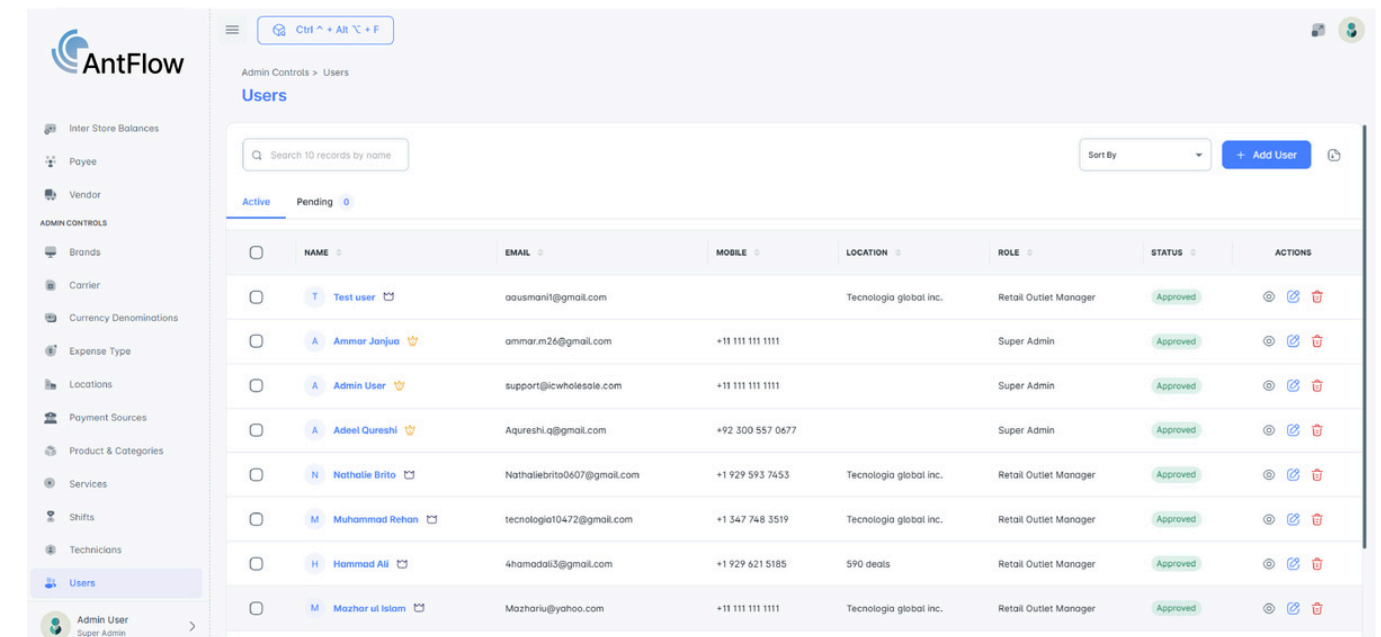 AntFlow
Ctrl ^ + Alt ⌥ + F
Admin Controls > Users
Users
Inter Store Balances
Payee
Vendor
ADMIN CONTROLS
Brands
Carrier
Currency Denominations
Expense Type
Locations
Payment Sources
Product & Categories
Services
Shifts
Technicians
Users
Admin User
Super Admin
Search 10 records by name
Sort By
+ Add User
Active Pending 0
NAME EMAIL MOBILE LOCATION ROLE STATUS ACTIONS
T Test user aausmani1@gmail.com Tecnologia global inc. Retail Outlet Manager Approved
A Ammar Janjua ammar.m26@gmail.com +11 111 111 1111 Super Admin Approved
A Admin User support@icwholesale.com +11 111 111 1111 Super Admin Approved
A Adeel Qureshi Aqureshi.q@gmail.com +92 300 557 0677 Super Admin Approved
N Nathalie Brito Nathaliebrito0607@gmail.com +1 929 593 7453 Tecnologia global inc. Retail Outlet Manager Approved
M Muhammad Rehan tecnologia10472@gmail.com +1 347 748 3519 Tecnologia global inc. Retail Outlet Manager Approved
H Hammad Ali 4hamadali3@gmail.com +1 929 621 5185 590 deals Retail Outlet Manager Approved
M Mazhar ul Islam Mazhariu@yahoo.com +11 111 111 1111 Tecnologia global inc. Retail Outlet Manager Approved